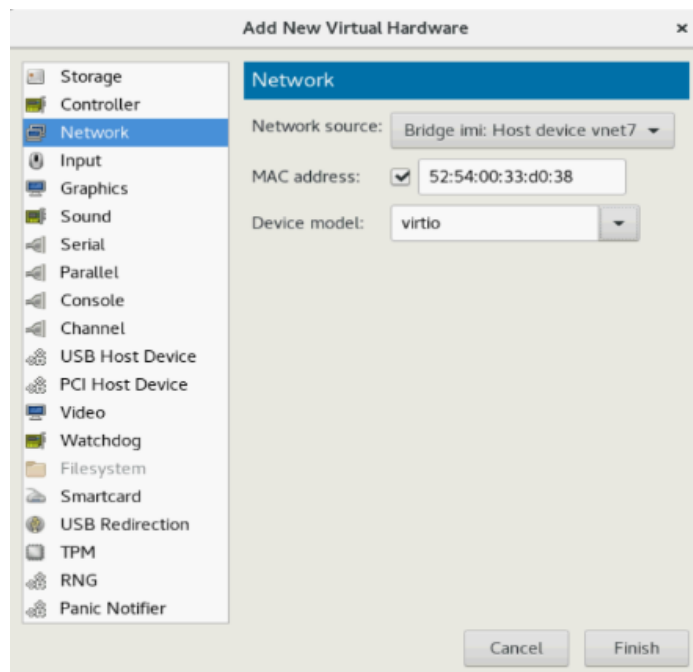 Add New Virtual Hardware
Storage
Controller
Network
Input
Graphics
Sound
Serial
Parallel
Console
Channel
USB Host Device
PCI Host Device
Video
Watchdog
Filesystem
Smartcard
USB Redirection
TPM
RNG
Panic Notifier
Network
Network source: Bridge imi: Host device vnet7
MAC address: 52:54:00:33:d0:38
Device model: virtio
Cancel Finish